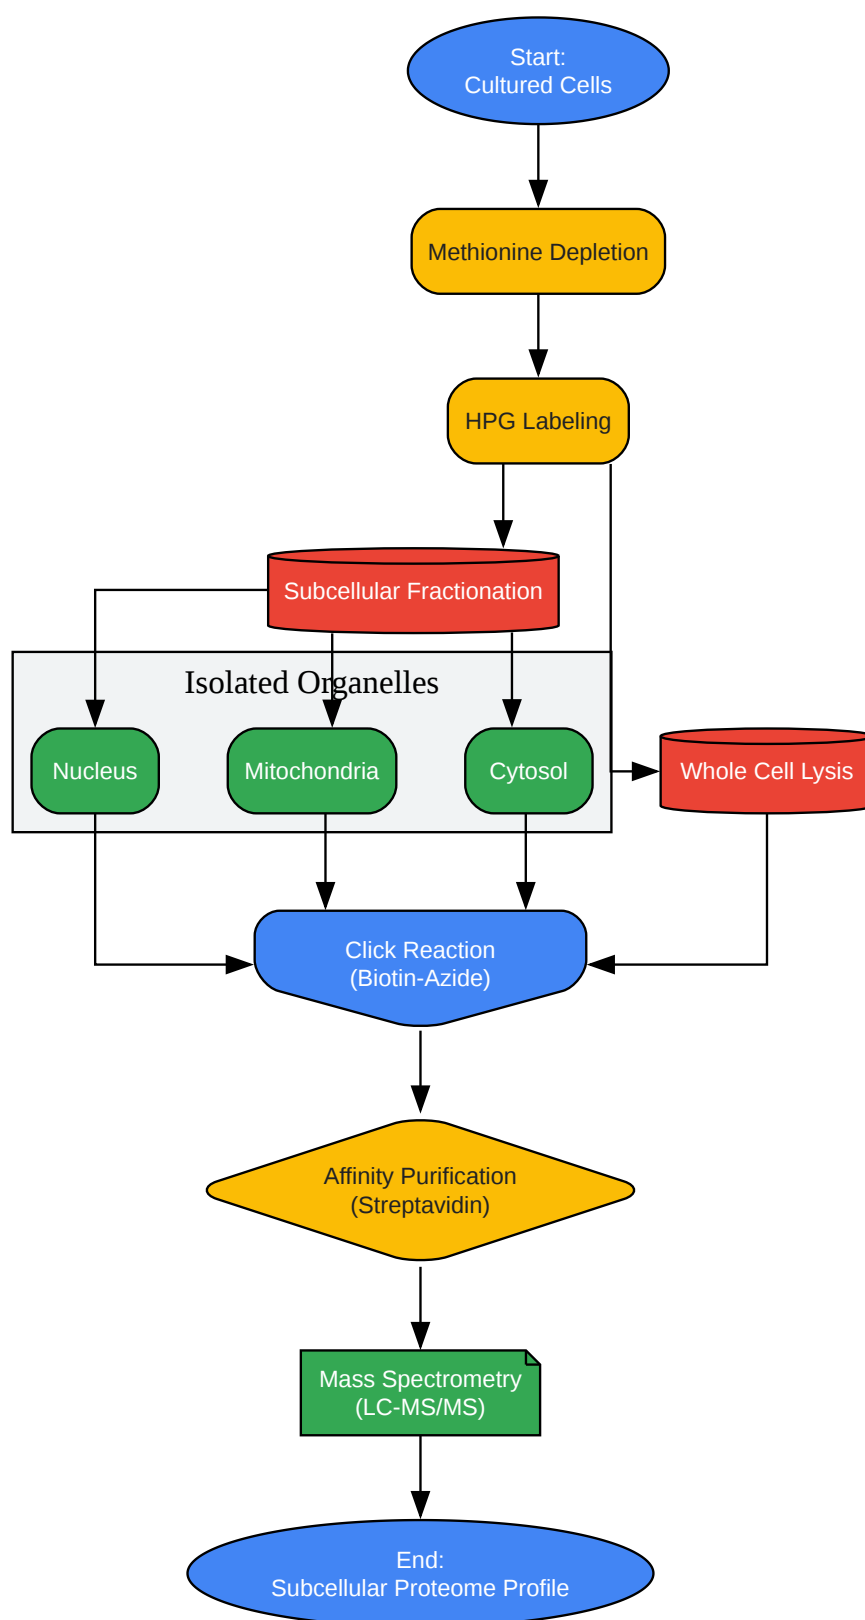 Start:
Cultured Cells
Methionine Depletion
HPG Labeling
Subcellular Fractionation
Isolated Organelles
Nucleus
Mitochondria
Cytosol
Whole Cell Lysis
Click Reaction
(Biotin-Azide)
Affinity Purification
(Streptavidin)
Mass Spectrometry
(LC-MS/MS)
End:
Subcellular Proteome Profile